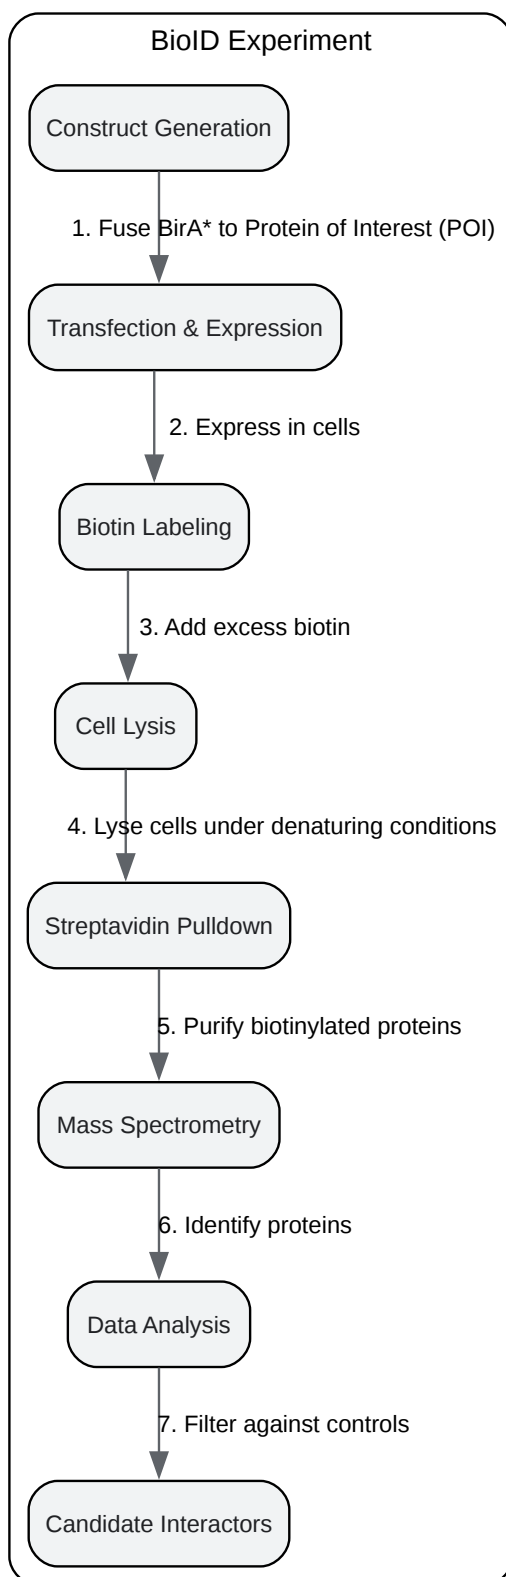 BioID Experiment
Construct Generation
1. Fuse BirA* to Protein of Interest (POI)
Transfection & Expression
2. Express in cells
Biotin Labeling
3. Add excess biotin
Cell Lysis
4. Lyse cells under denaturing conditions
Streptavidin Pulldown
5. Purify biotinylated proteins
Mass Spectrometry
6. Identify proteins
Data Analysis
7. Filter against controls
Candidate Interactors